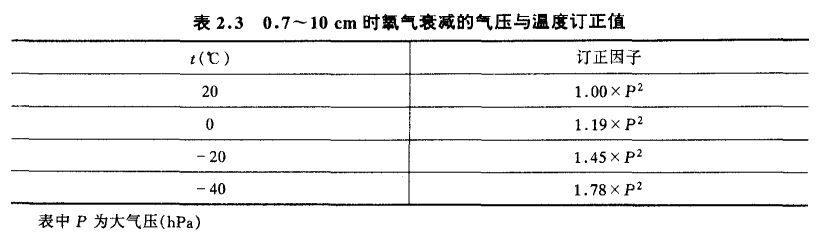 表2.3 0.7～10 cm 时氧气衰减的气压与温度订正值
t(℃) 订正因子
20 1.00×P²
0 1.19×P²
-20 1.45×P²
-40 1.78×P²
表中 P 为大气压(hPa)